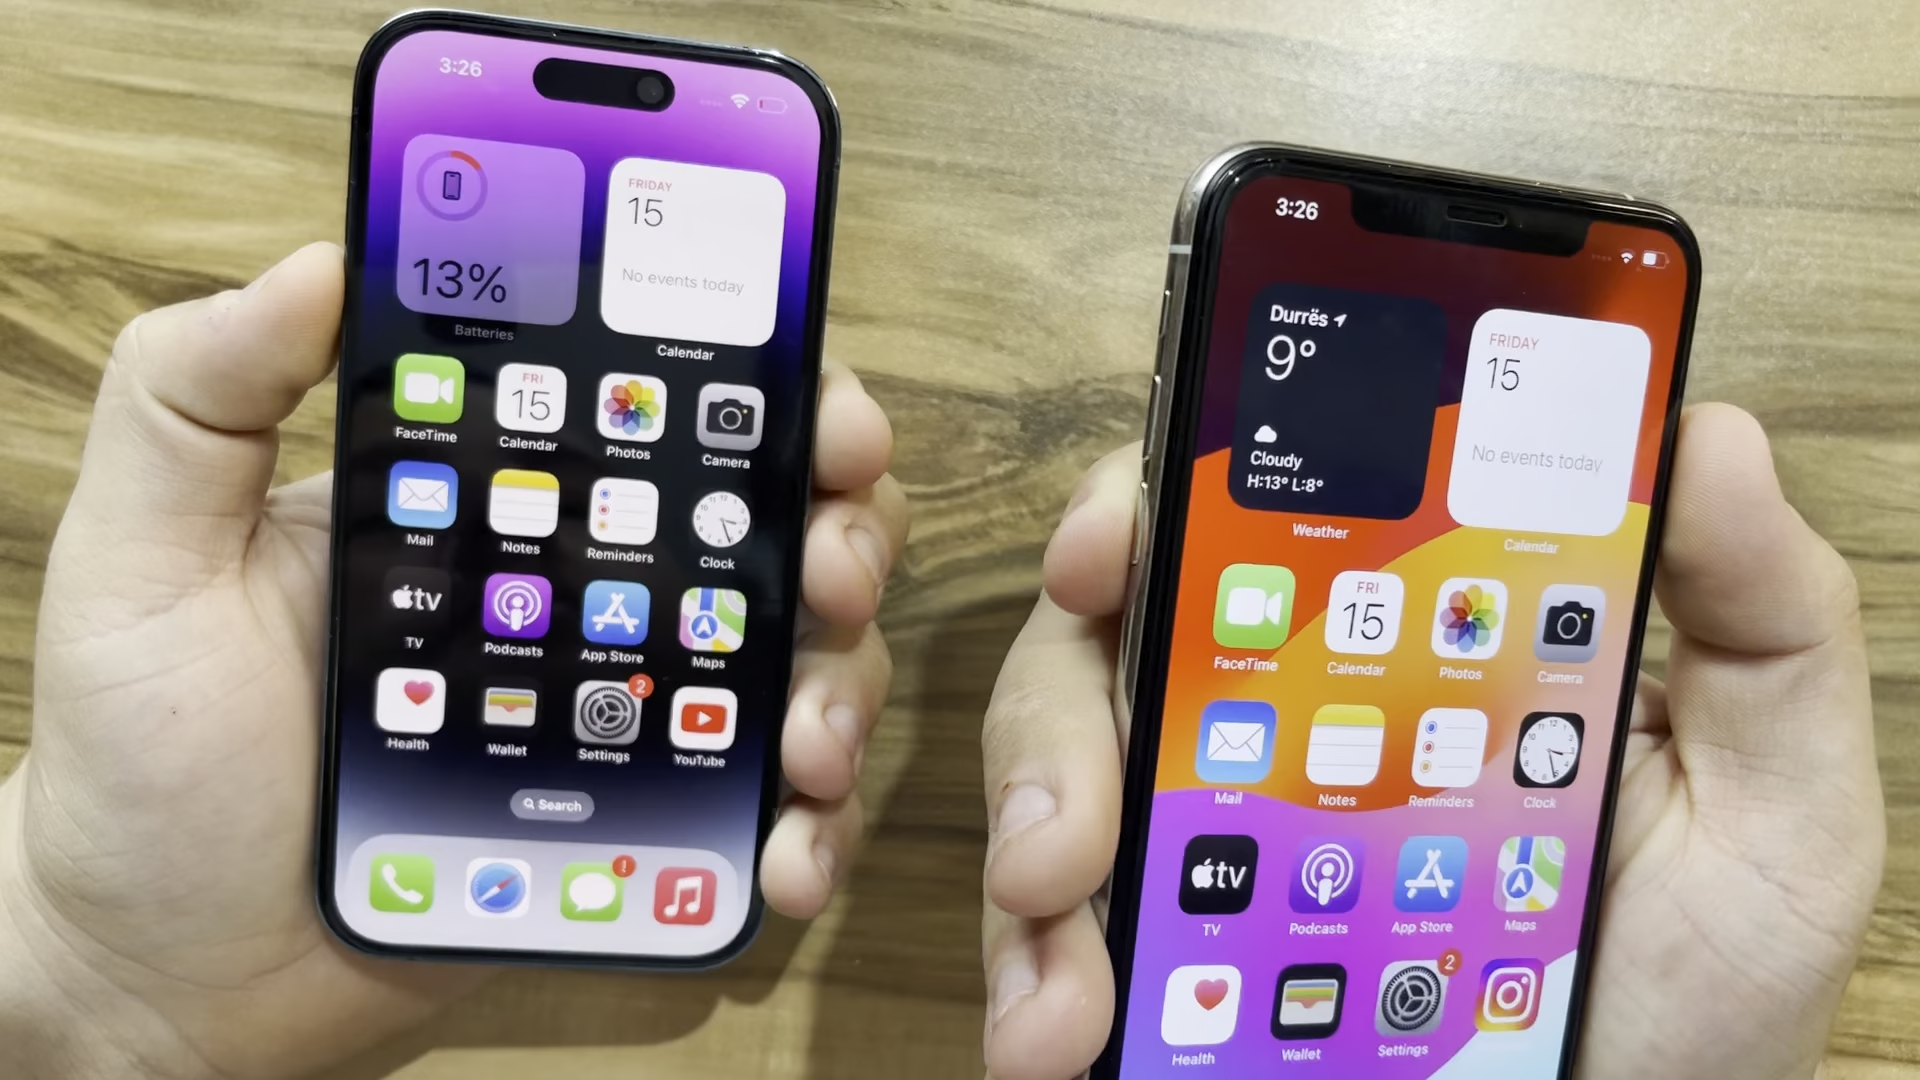 3:26
13%
Batteries
FRIDAY
15
No events today
Calendar
FaceTime
FRI
15
Calendar
Photos
Camera
Mail
Notes
Reminders
Clock
tv
TV
Podcasts
App Store
Maps
Health
Wallet
2
Settings
YouTube
Search
!
3:26
Durrës
9°
Cloudy
H:13° L:8°
Weather
FRIDAY
15
No events today
Calendar
FaceTime
FRI
15
Calendar
Photos
Camera
Mail
Notes
Reminders
Clock
tv
TV
Podcasts
App Store
Maps
Health
Wallet
2
Settings